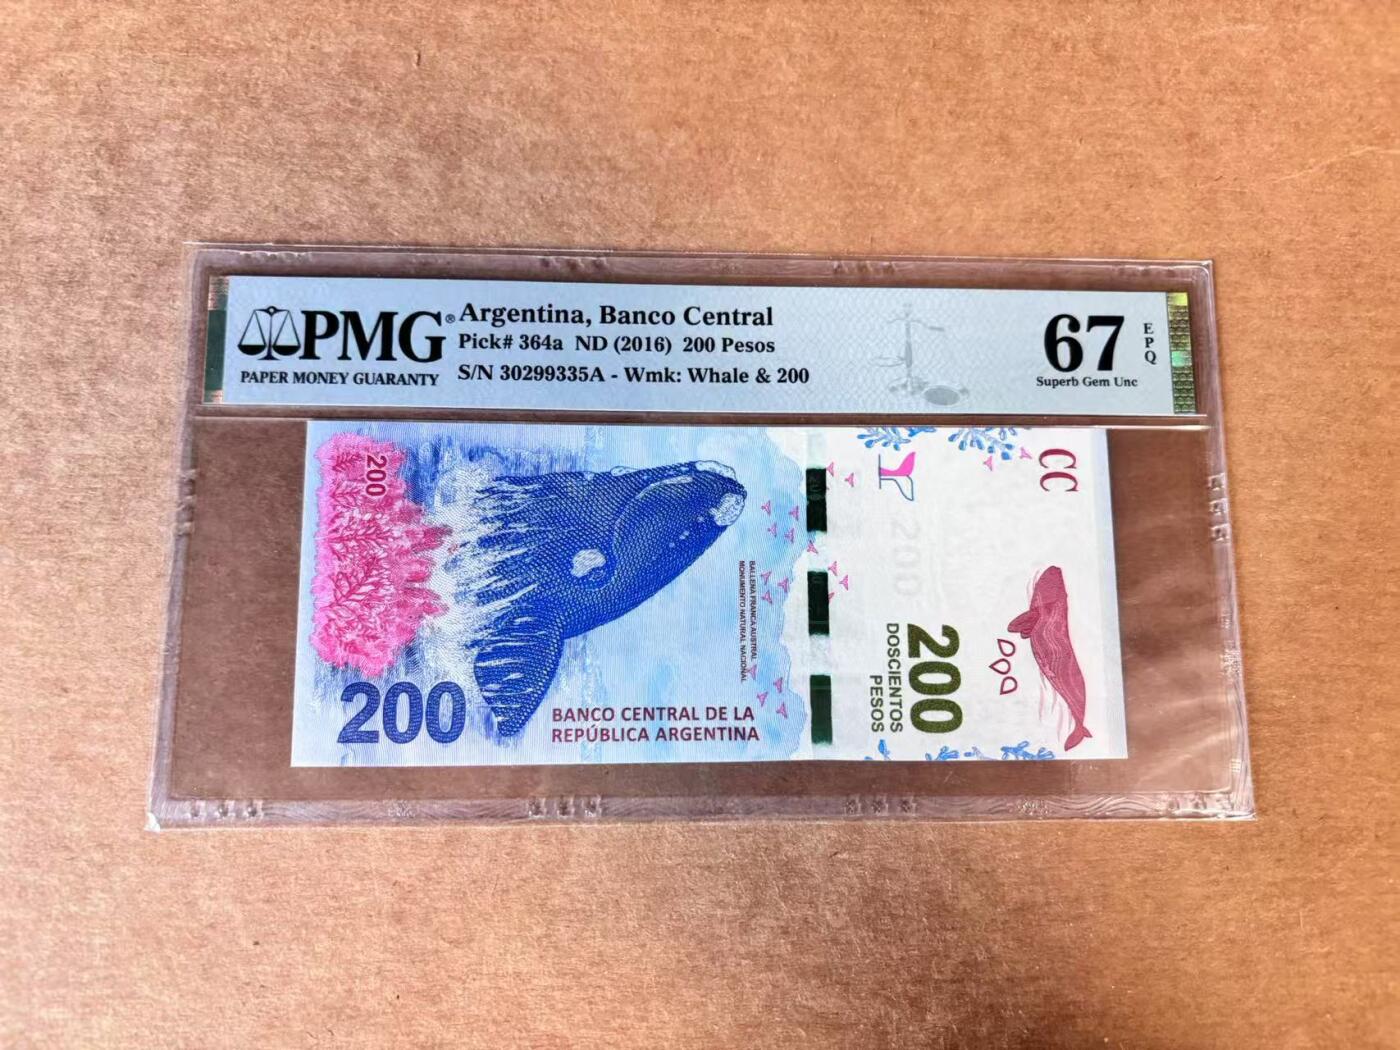 PMG®
PAPER MONEY GUARANTY
Argentina, Banco Central
Pick# 364a ND (2016) 200 Pesos
S/N 30299335A - Wmk: Whale & 200
67
EPQ
Superb Gem Unc
200
200
BALLENA FRANCA AUSTRAL
MONUMENTO NATURAL NACIONAL
BANCO CENTRAL DE LA
REPÚBLICA ARGENTINA
200
200
DOSCIENTOS
PESOS
CC